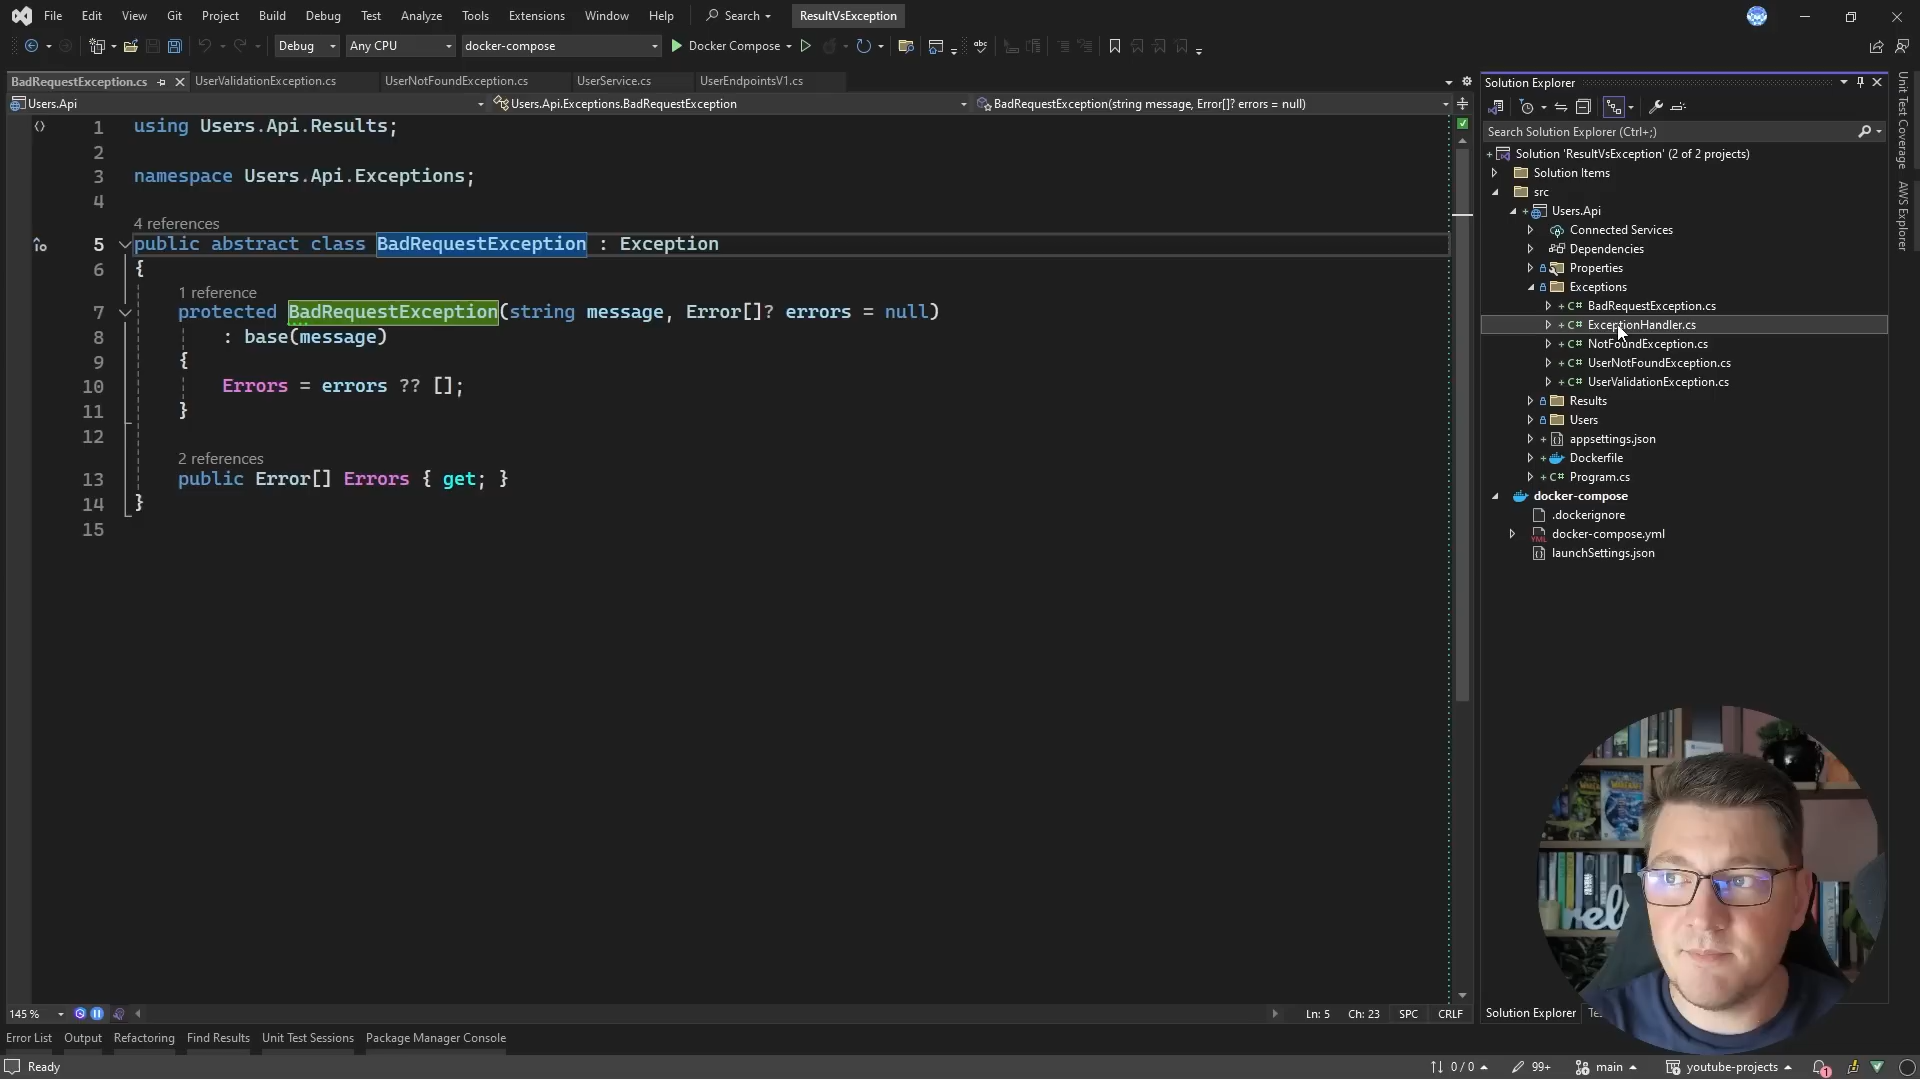 File Edit View Git Project Build Debug Test Analyze Tools Extensions Window Help Search ResultVsException
Debug Any CPU docker-compose Docker Compose
BadRequestException.cs UserValidationException.cs UserNotFoundException.cs UserService.cs UserEndpointsV1.cs
Users.Api Users.Api.Exceptions.BadRequestException BadRequestException(string message, Error[]? errors = null)
1 using Users.Api.Results;
2
3 namespace Users.Api.Exceptions;
4
4 references
5 public abstract class BadRequestException : Exception
6 {
1 reference
7 protected BadRequestException(string message, Error[]? errors = null)
8 : base(message)
9 {
10 Errors = errors ?? [];
11 }
12
2 references
13 public Error[] Errors { get; }
14 }
15
145 % Ln: 5 Ch: 23 SPC CRLF
Error List Output Refactoring Find Results Unit Test Sessions Package Manager Console
Solution Explorer
Search Solution Explorer (Ctrl+;)
Solution 'ResultVsException' (2 of 2 projects)
Solution Items
src
Users.Api
Connected Services
Dependencies
Properties
Exceptions
C# BadRequestException.cs
C# ExceptionHandler.cs
C# NotFoundException.cs
C# UserNotFoundException.cs
C# UserValidationException.cs
Results
Users
appsettings.json
Dockerfile
C# Program.cs
docker-compose
.dockerignore
docker-compose.yml
launchSettings.json
Solution Explorer
Unit Test Coverage
AWS Explorer
Ready 0 / 0 99+ main youtube-projects 1